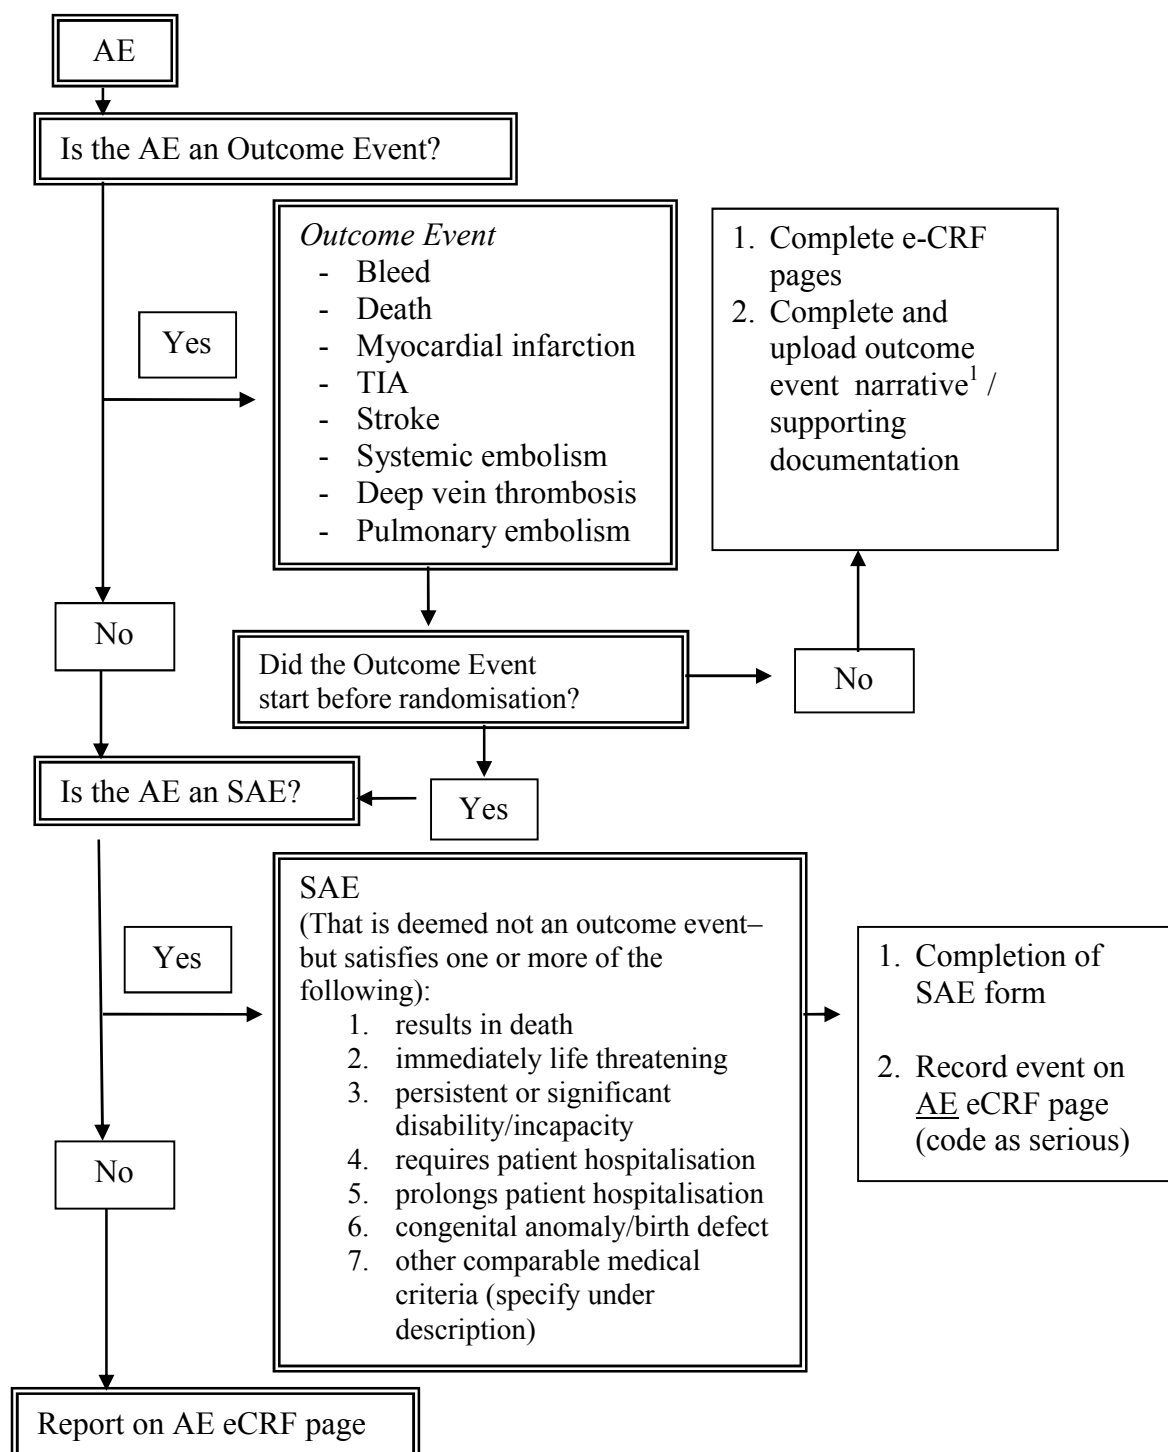 AE
Is the AE an Outcome Event?
Yes
Outcome Event
- Bleed
- Death
- Myocardial infarction
- TIA
- Stroke
- Systemic embolism
- Deep vein thrombosis
- Pulmonary embolism
1. Complete e-CRF
pages
2. Complete and
upload outcome
event narrative1 /
supporting
documentation
No
Did the Outcome Event
start before randomisation?
No
Is the AE an SAE?
Yes
Yes
SAE
(That is deemed not an outcome event–
but satisfies one or more of the
following):
1. results in death
2. immediately life threatening
3. persistent or significant
disability/incapacity
4. requires patient hospitalisation
5. prolongs patient hospitalisation
6. congenital anomaly/birth defect
7. other comparable medical
criteria (specify under
description)
1. Completion of
SAE form
2. Record event on
AE eCRF page
(code as serious)
No
Report on AE eCRF page